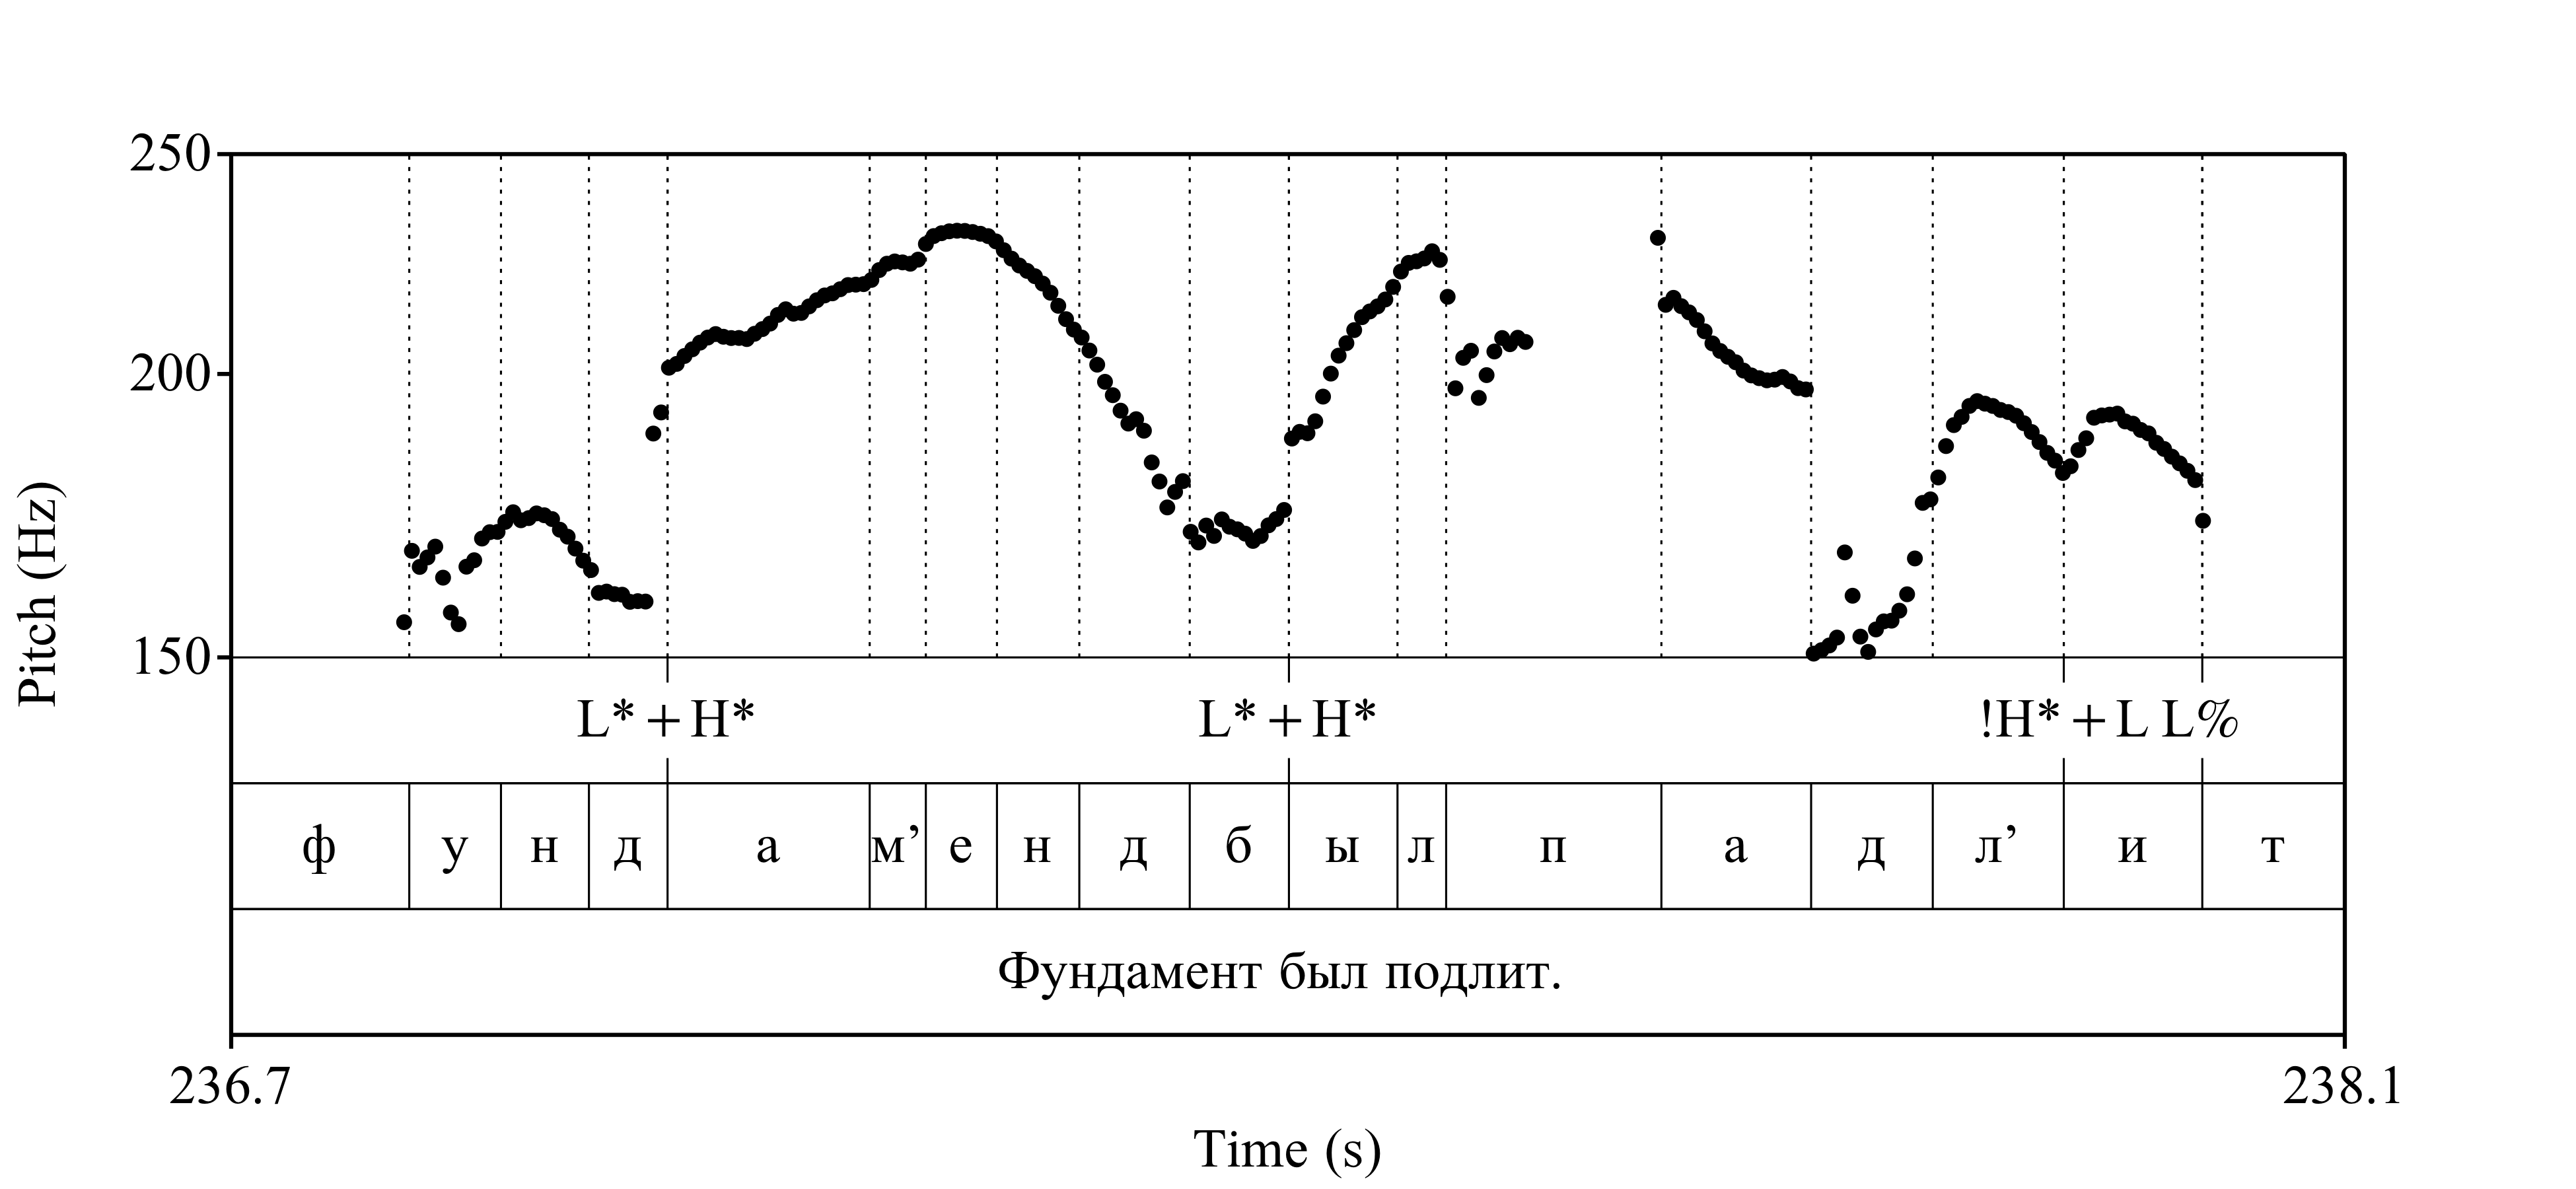 250
200
150
Pitch (Hz)
L* + H* L* + H* !H* + L L%
ф у н д а м’ е н д б ы л п а д л’ и т
Фундамент был подлит.
236.7 238.1
Time (s)